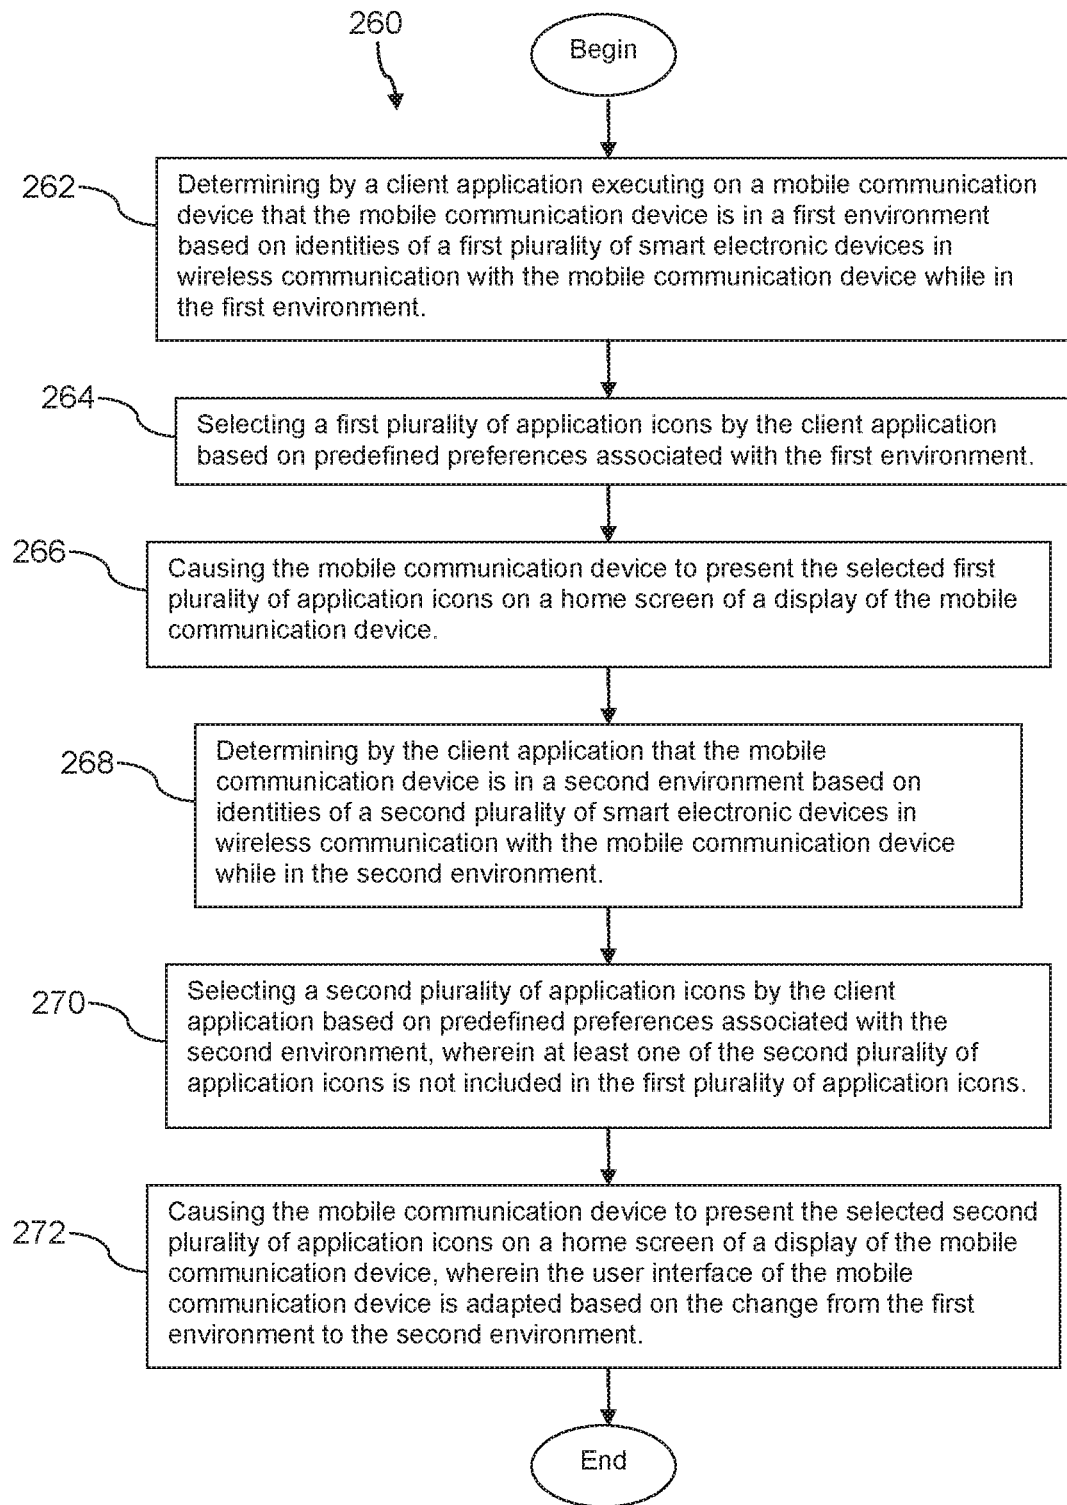 260
Begin
262
Determining by a client application executing on a mobile communication
device that the mobile communication device is in a first environment
based on identities of a first plurality of smart electronic devices in
wireless communication with the mobile communication device while in
the first environment.
264
Selecting a first plurality of application icons by the client application
based on predefined preferences associated with the first environment.
266
Causing the mobile communication device to present the selected first
plurality of application icons on a home screen of a display of the mobile
communication device.
268
Determining by the client application that the mobile
communication device is in a second environment based on
identities of a second plurality of smart electronic devices in
wireless communication with the mobile communication device
while in the second environment.
270
Selecting a second plurality of application icons by the client
application based on predefined preferences associated with the
second environment, wherein at least one of the second plurality of
application icons is not included in the first plurality of application icons.
272
Causing the mobile communication device to present the selected second
plurality of application icons on a home screen of a display of the mobile
communication device, wherein the user interface of the mobile
communication device is adapted based on the change from the first
environment to the second environment.
End